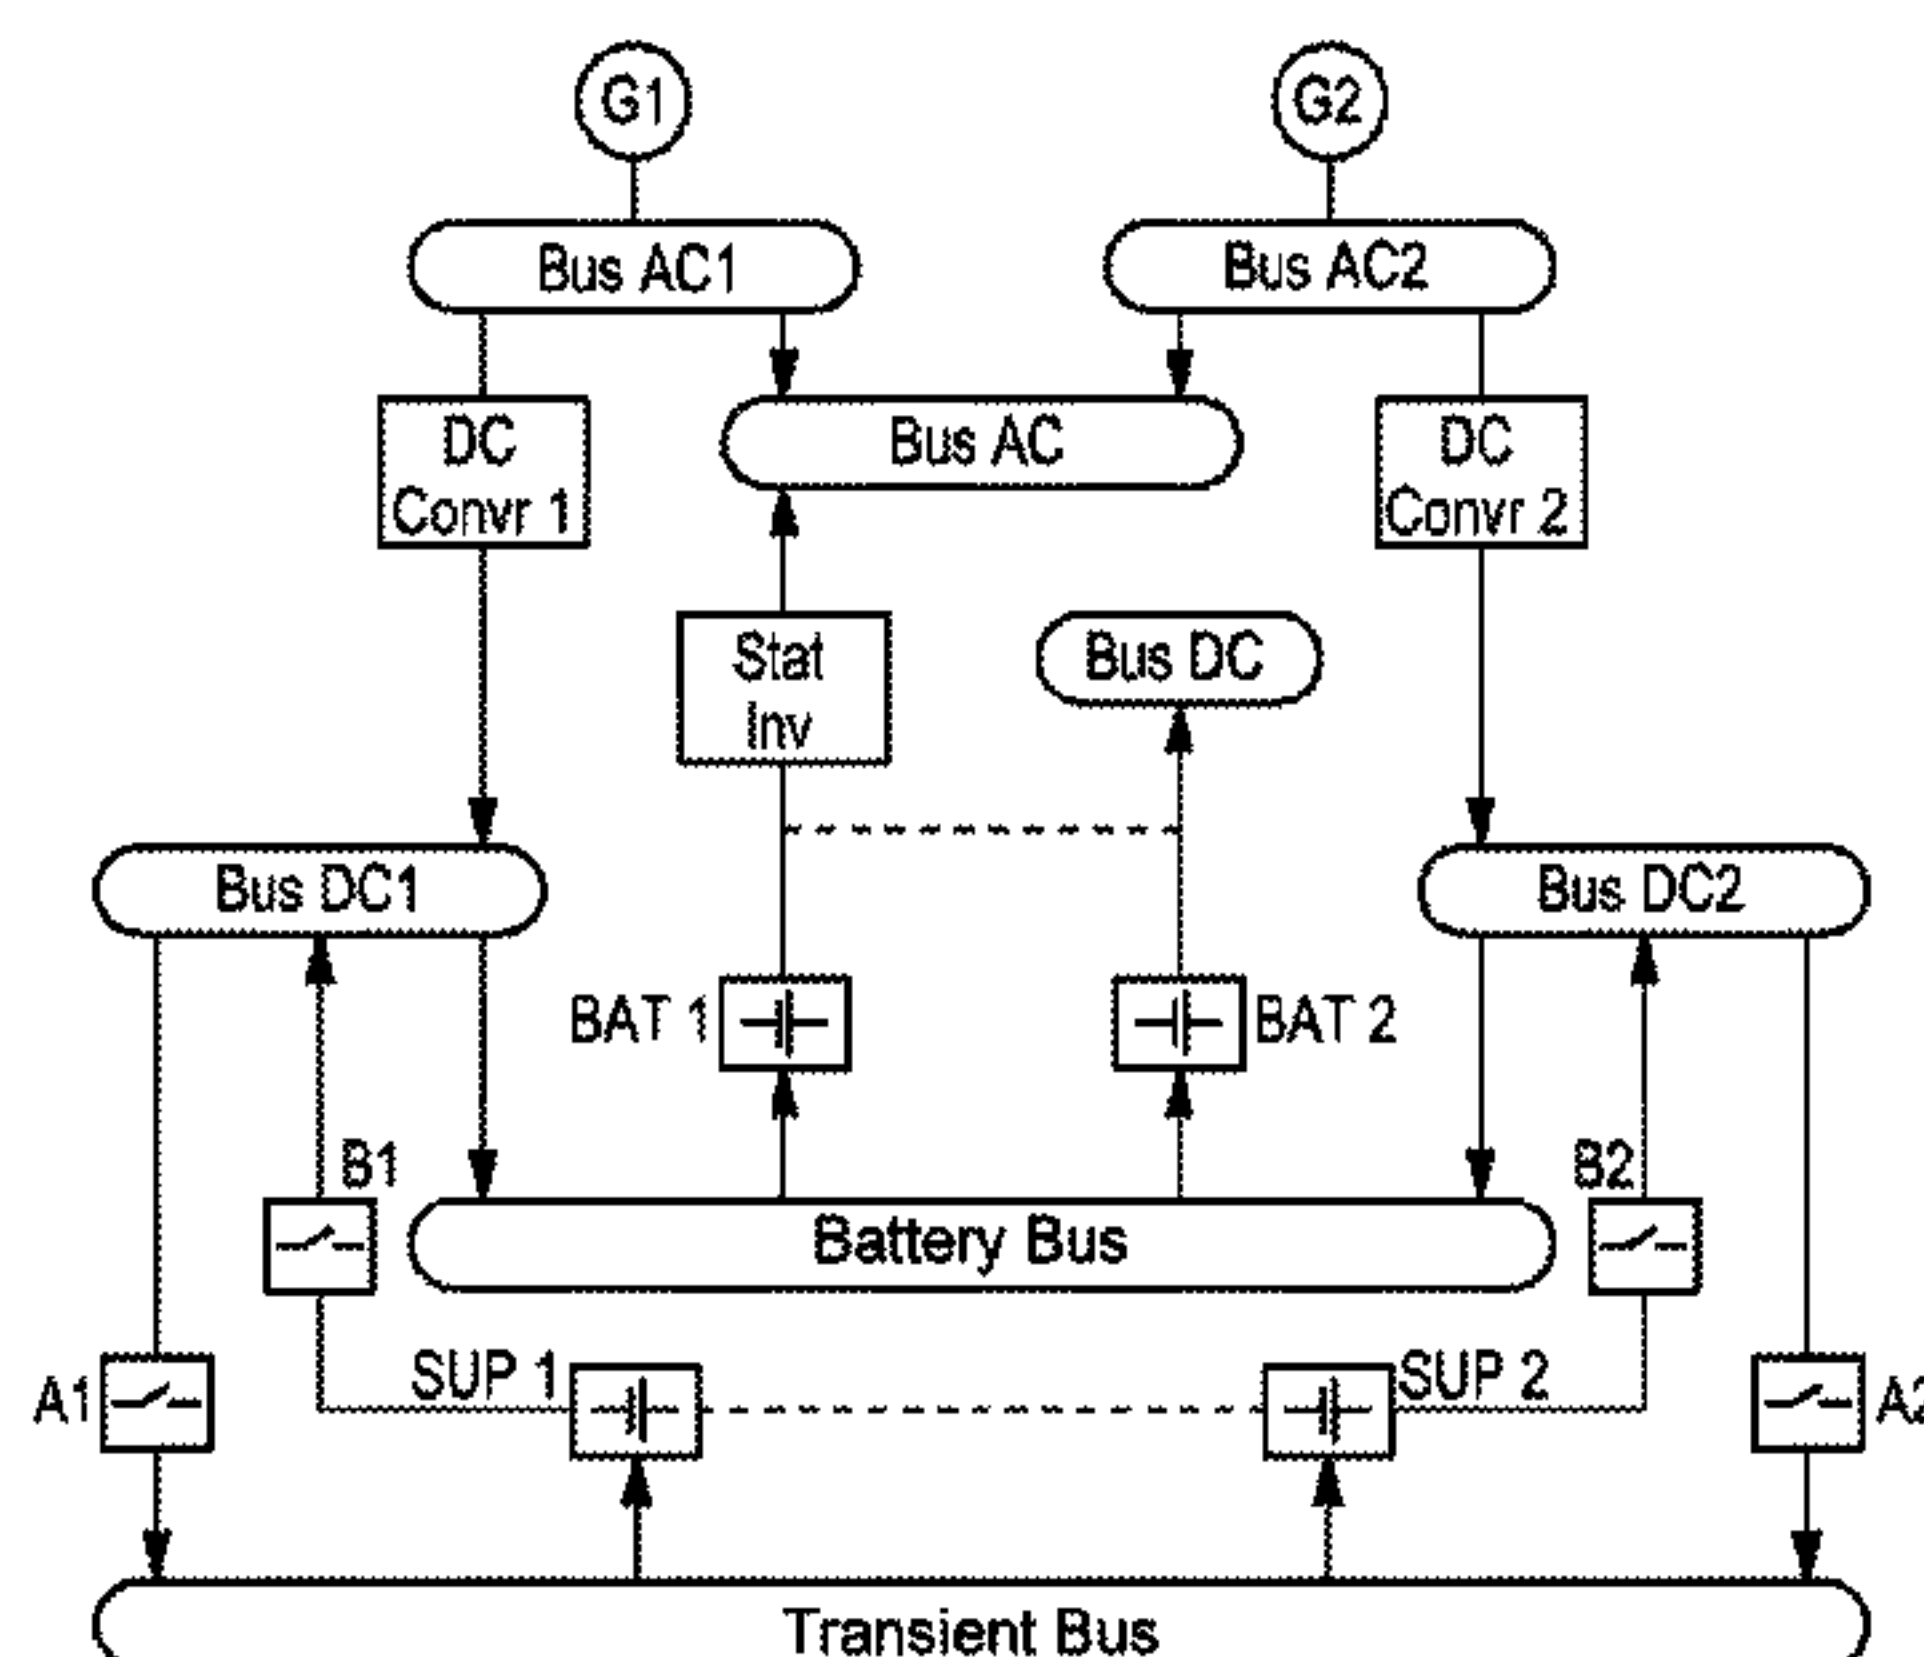 G1
G2
Bus AC1
Bus AC2
DC
Convr 1
Bus AC
DC
Convr 2
Stat
Inv
Bus DC
Bus DC1
Bus DC2
BAT 1
BAT 2
B1
B2
Battery Bus
SUP 1
SUP 2
A1
A2
Transient Bus